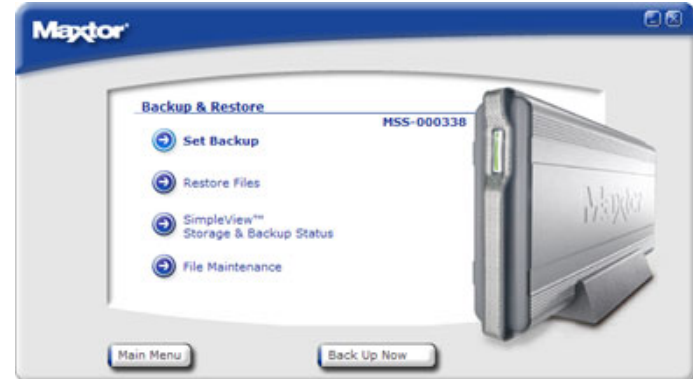 Maxtor
Backup & Restore
MSS-000338
Set Backup
Restore Files
SimpleView™
Storage & Backup Status
File Maintenance
Maxtor
Main Menu
Back Up Now